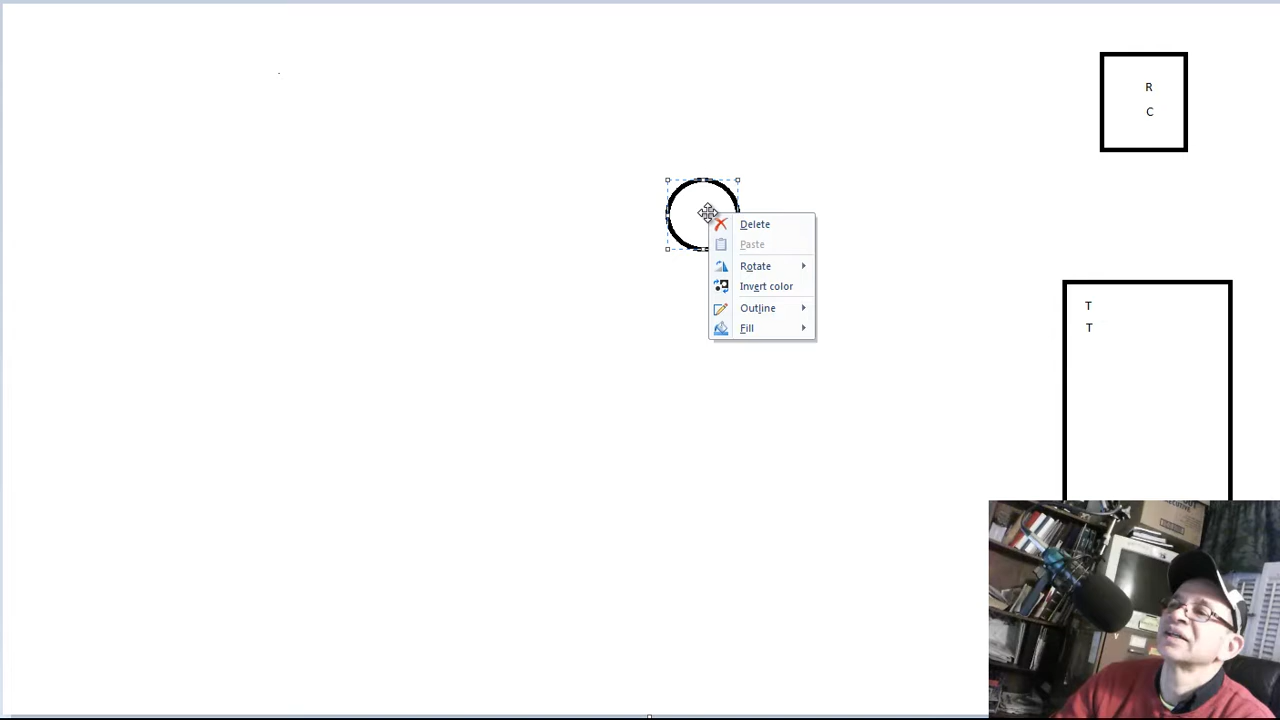 R
C
Delete
Paste
Rotate
Invert color
Outline
Fill
T
T